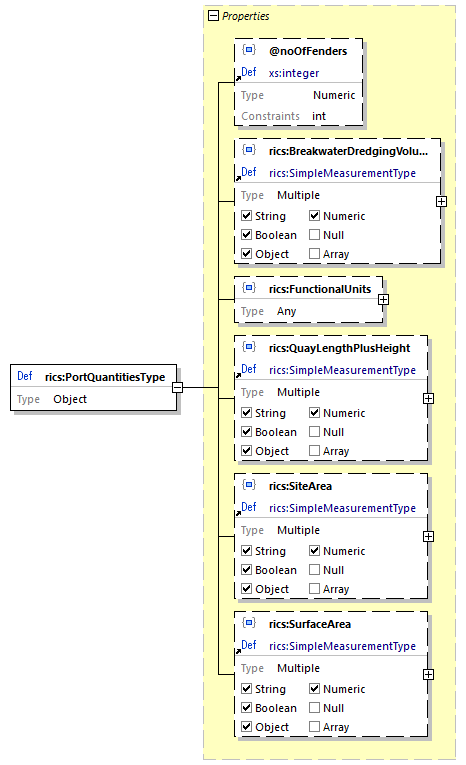 Properties
@noOfFenders
Def xs:integer
Type Numeric
Constraints int
rics:BreakwaterDredgingVolu...
Def rics:SimpleMeasurementType
Type Multiple
String Numeric
Boolean Null
Object Array
rics:FunctionalUnits
Type Any
rics:QuayLengthPlusHeight
Def rics:SimpleMeasurementType
Type Multiple
String Numeric
Boolean Null
Object Array
Def rics:PortQuantitiesType
Type Object
rics:SiteArea
Def rics:SimpleMeasurementType
Type Multiple
String Numeric
Boolean Null
Object Array
rics:SurfaceArea
Def rics:SimpleMeasurementType
Type Multiple
String Numeric
Boolean Null
Object Array